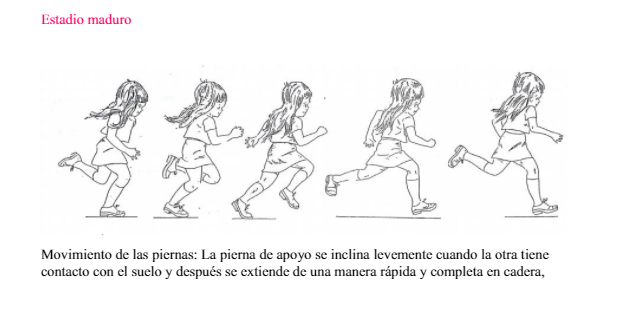 Estadio maduro
Movimiento de las piernas: La pierna de apoyo se inclina levemente cuando la otra tiene
contacto con el suelo y después se extiende de una manera rápida y completa en cadera,